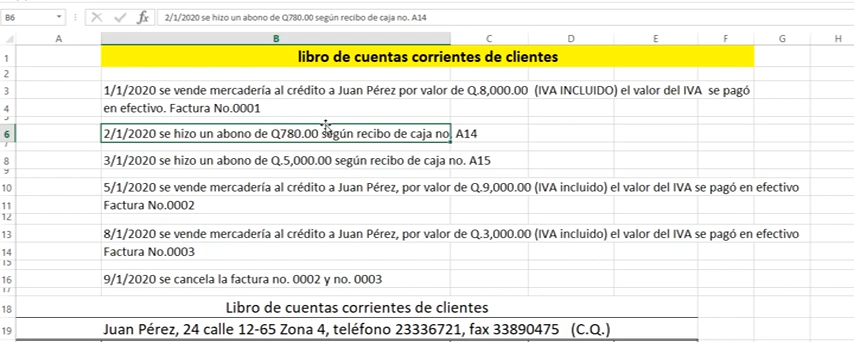 B6
fx
2/1/2020 se hizo un abono de Q780.00 según recibo de caja no. A14
A B C D E F G H
1 libro de cuentas corrientes de clientes
2
3 1/1/2020 se vende mercadería al crédito a Juan Pérez por valor de Q.8,000.00 (IVA INCLUIDO) el valor del IVA se pagó
4 en efectivo. Factura No.0001
5
6 2/1/2020 se hizo un abono de Q780.00 según recibo de caja no. A14
7
8 3/1/2020 se hizo un abono de Q.5,000.00 según recibo de caja no. A15
9
10 5/1/2020 se vende mercadería al crédito a Juan Pérez, por valor de Q.9,000.00 (IVA incluido) el valor del IVA se pagó en efectivo
11 Factura No.0002
12
13 8/1/2020 se vende mercadería al crédito a Juan Pérez, por valor de Q.3,000.00 (IVA incluido) el valor del IVA se pagó en efectivo
14 Factura No.0003
15
16 9/1/2020 se cancela la factura no. 0002 y no. 0003
17
18 Libro de cuentas corrientes de clientes
19 Juan Pérez, 24 calle 12-65 Zona 4, teléfono 23336721, fax 33890475 (C.Q.)